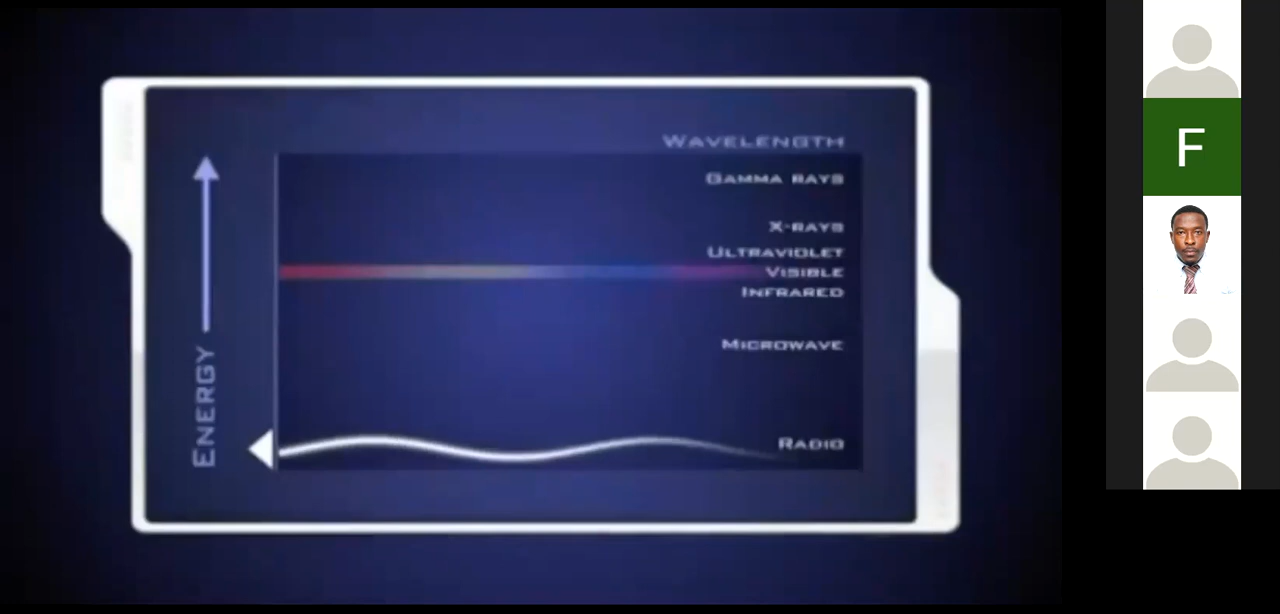 WAVELENGTH
GAMMA RAYS
X-RAYS
ULTRAVIOLET
VISIBLE
INFRARED
MICROWAVE
RADIO
ENERGY
F